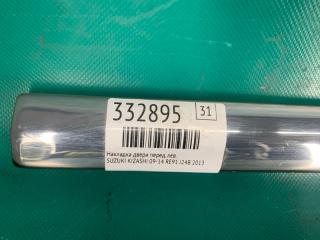 332895 31
Накладка двери перед.лев.
SUZUKI KIZASHI 09-14 RE91 J24B 2013